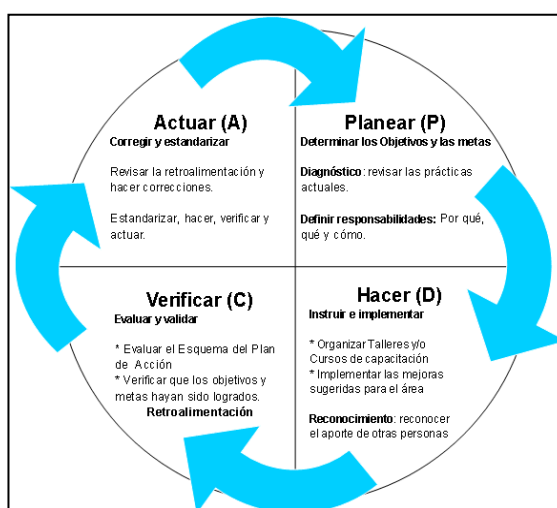 Actuar (A)
Corregir y estandarizar
Revisar la retroalimentación y
hacer correcciones.
Estandarizar, hacer, verificar y
actuar.
Planear (P)
Determinar los Objetivos y las metas
Diagnóstico: revisar las prácticas
actuales.
Definir responsabilidades: Por qué,
qué y cómo.
Verificar (C)
Evaluar y validar
* Evaluar el Esquema del Plan
de Acción
* Verificar que los objetivos y
metas hayan sido logrados.
Retroalimentación
Hacer (D)
Instruir e implementar
* Organizar Talleres y/o
Cursos de capacitación
* Implementar las mejoras
sugeridas para el área
Reconocimiento: reconocer
el aporte de otras personas